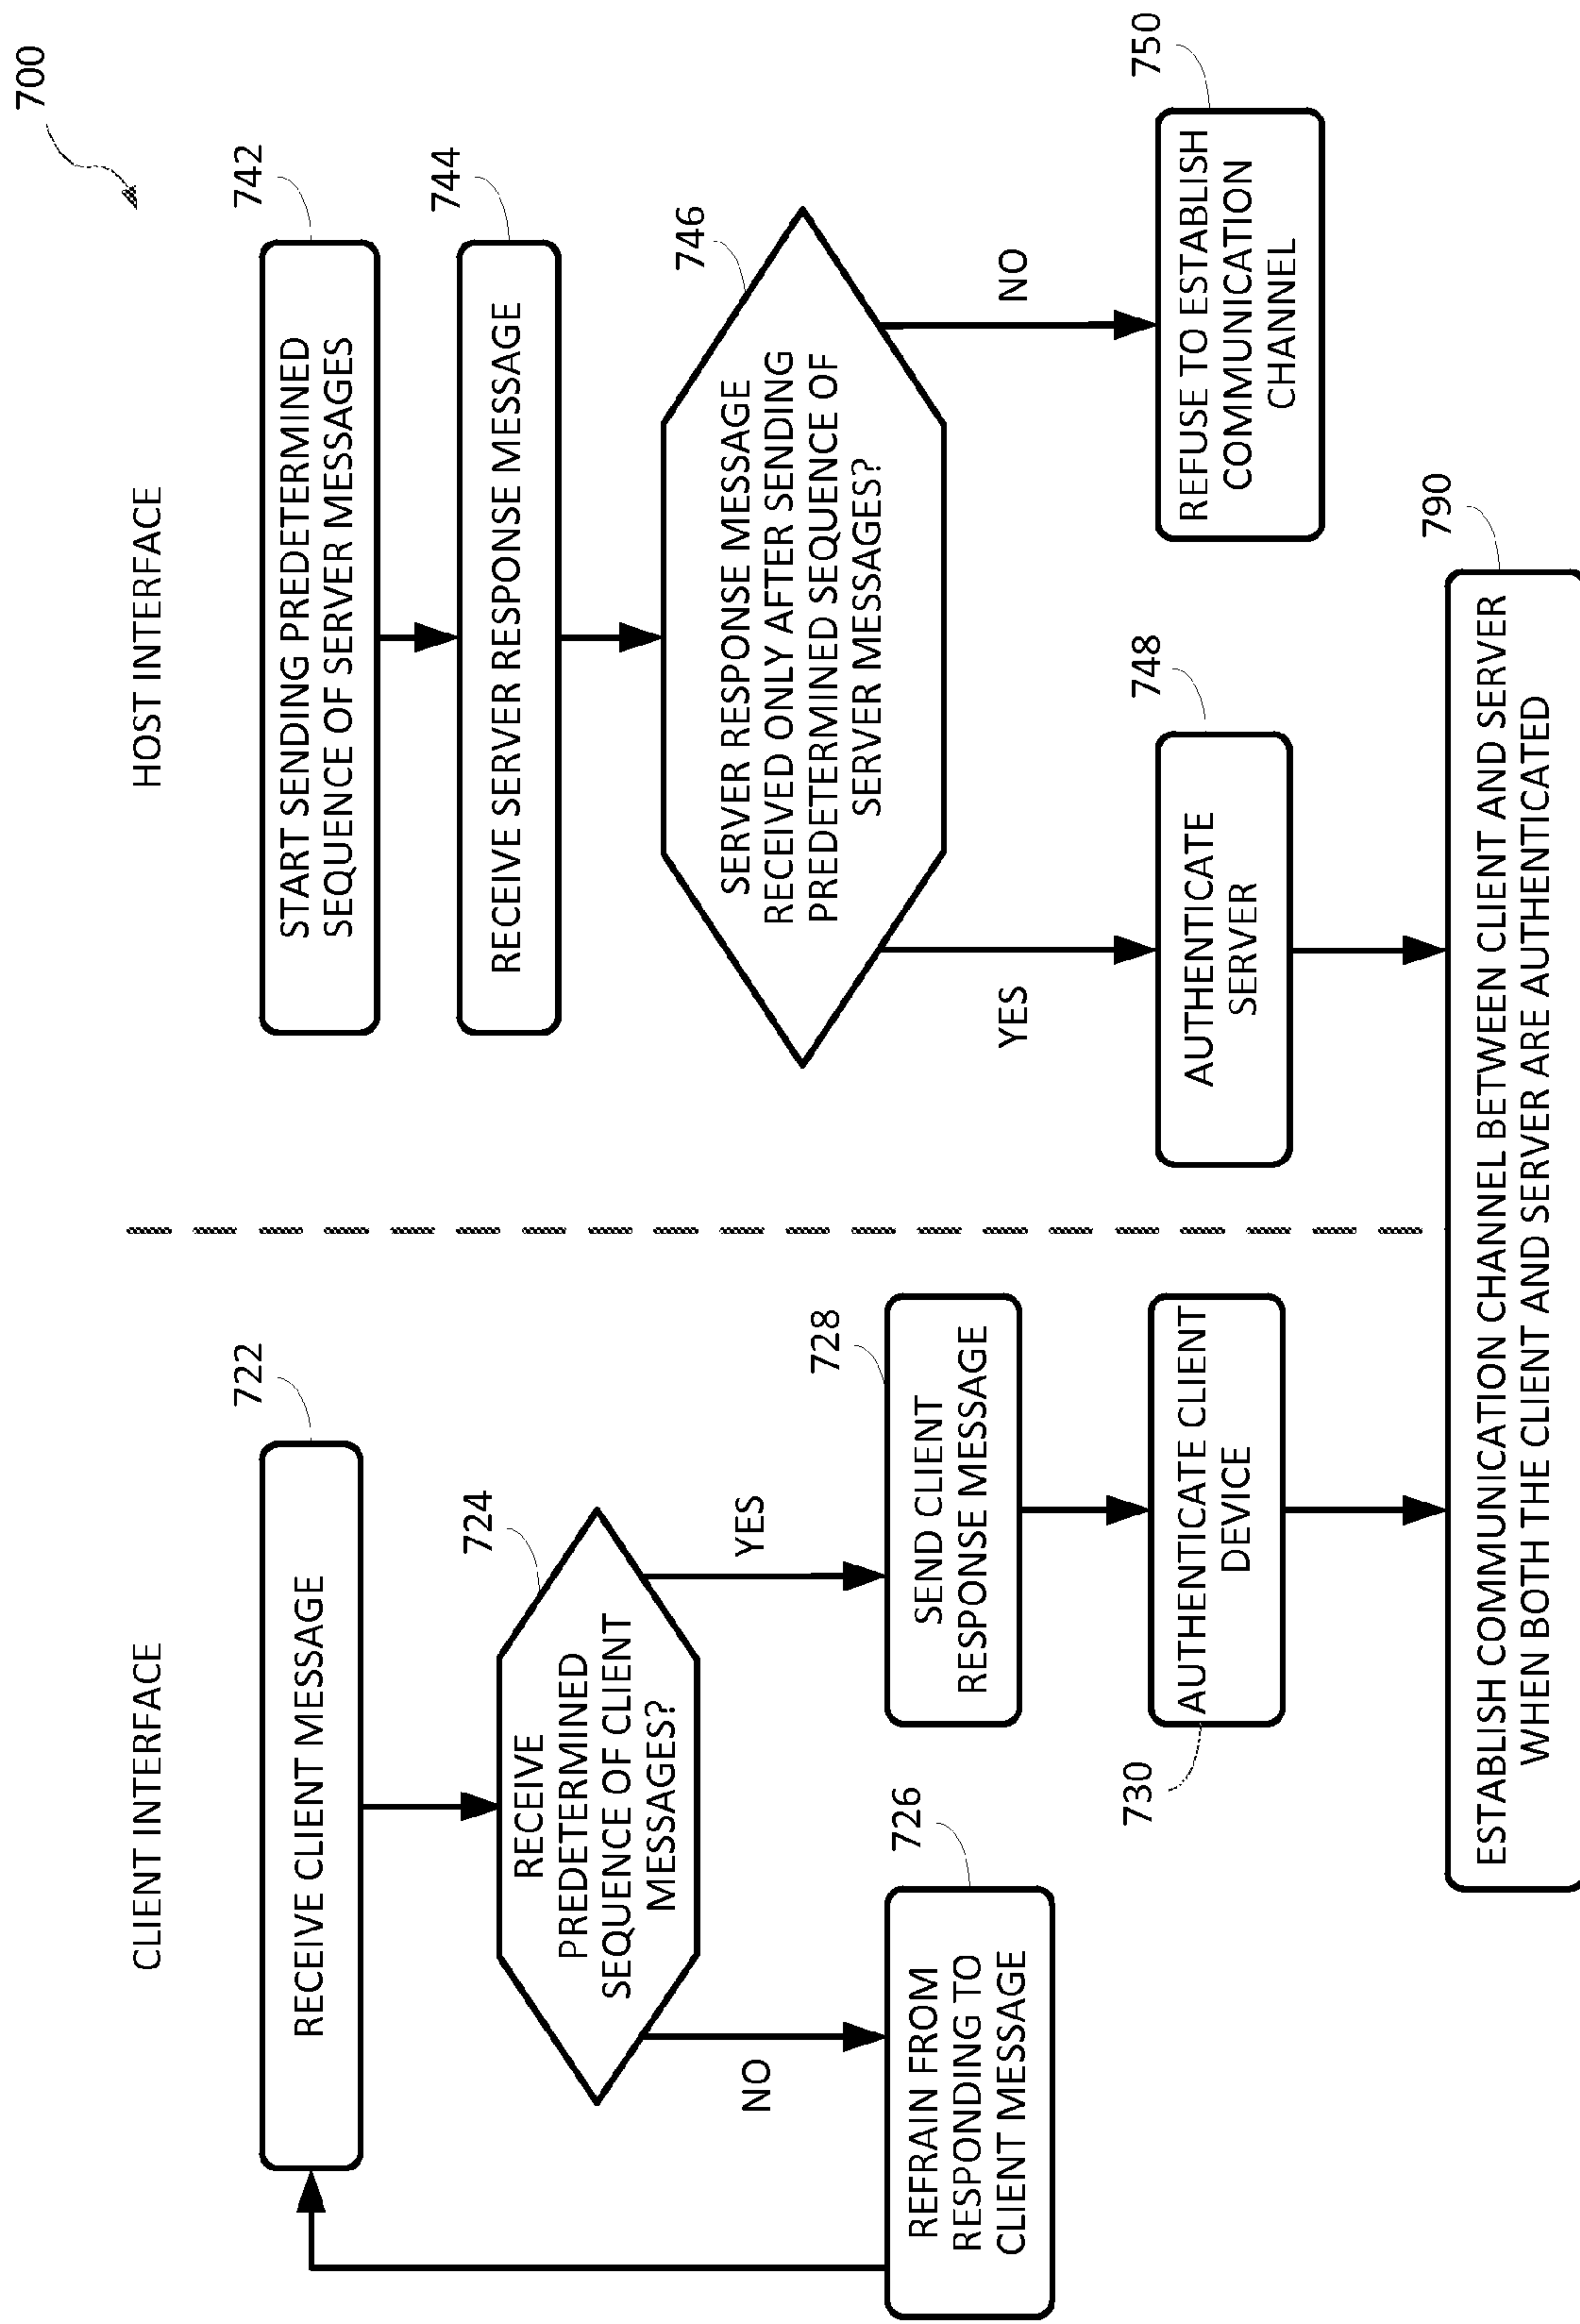 700
CLIENT INTERFACE
HOST INTERFACE
722
RECEIVE CLIENT MESSAGE
724
RECEIVE
PREDETERMINED
SEQUENCE OF CLIENT
MESSAGES?
NO
YES
726
REFRAIN FROM
RESPONDING TO
CLIENT MESSAGE
728
SEND CLIENT
RESPONSE MESSAGE
730
AUTHENTICATE CLIENT
DEVICE
742
START SENDING PREDETERMINED
SEQUENCE OF SERVER MESSAGES
744
RECEIVE SERVER RESPONSE MESSAGE
746
SERVER RESPONSE MESSAGE
RECEIVED ONLY AFTER SENDING
PREDETERMINED SEQUENCE OF
SERVER MESSAGES?
YES
NO
748
AUTHENTICATE
SERVER
750
REFUSE TO ESTABLISH
COMMUNICATION
CHANNEL
790
ESTABLISH COMMUNICATION CHANNEL BETWEEN CLIENT AND SERVER
WHEN BOTH THE CLIENT AND SERVER ARE AUTHENTICATED